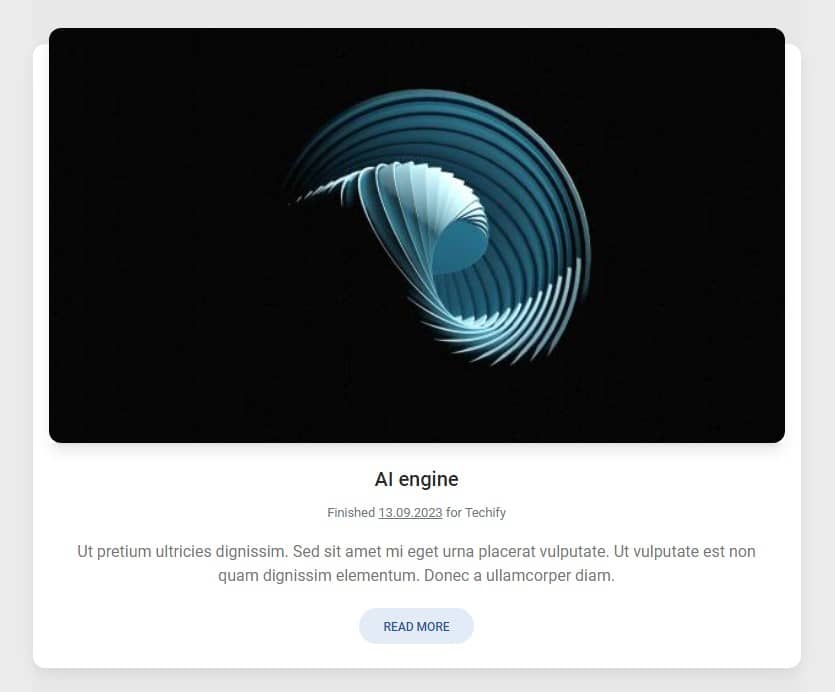 AI engine
Finished 13.09.2023 for Techify
Ut pretium ultricies dignissim. Sed sit amet mi eget urna placerat vulputate. Ut vulputate est non
quam dignissim elementum. Donec a ullamcorper diam.
READ MORE